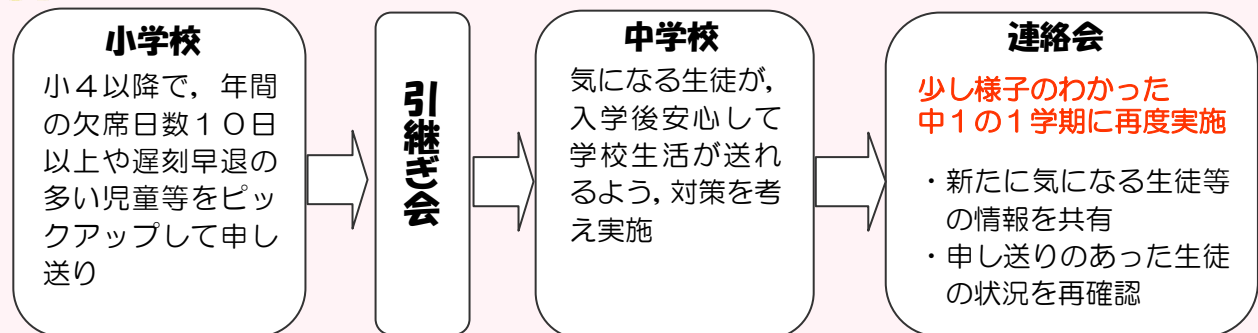 小学校
小４以降で，年間
の欠席日数１０日
以上や遅刻早退の
多い児童等をピッ
クアップして申し
送り
引継ぎ会
中学校
気になる生徒が，
入学後安心して
学校生活が送れ
るよう，対策を考
え実施
連絡会
少し様子のわかった
中１の１学期に再度実施
・新たに気になる生徒等
の情報を共有
・申し送りのあった生徒
の状況を再確認